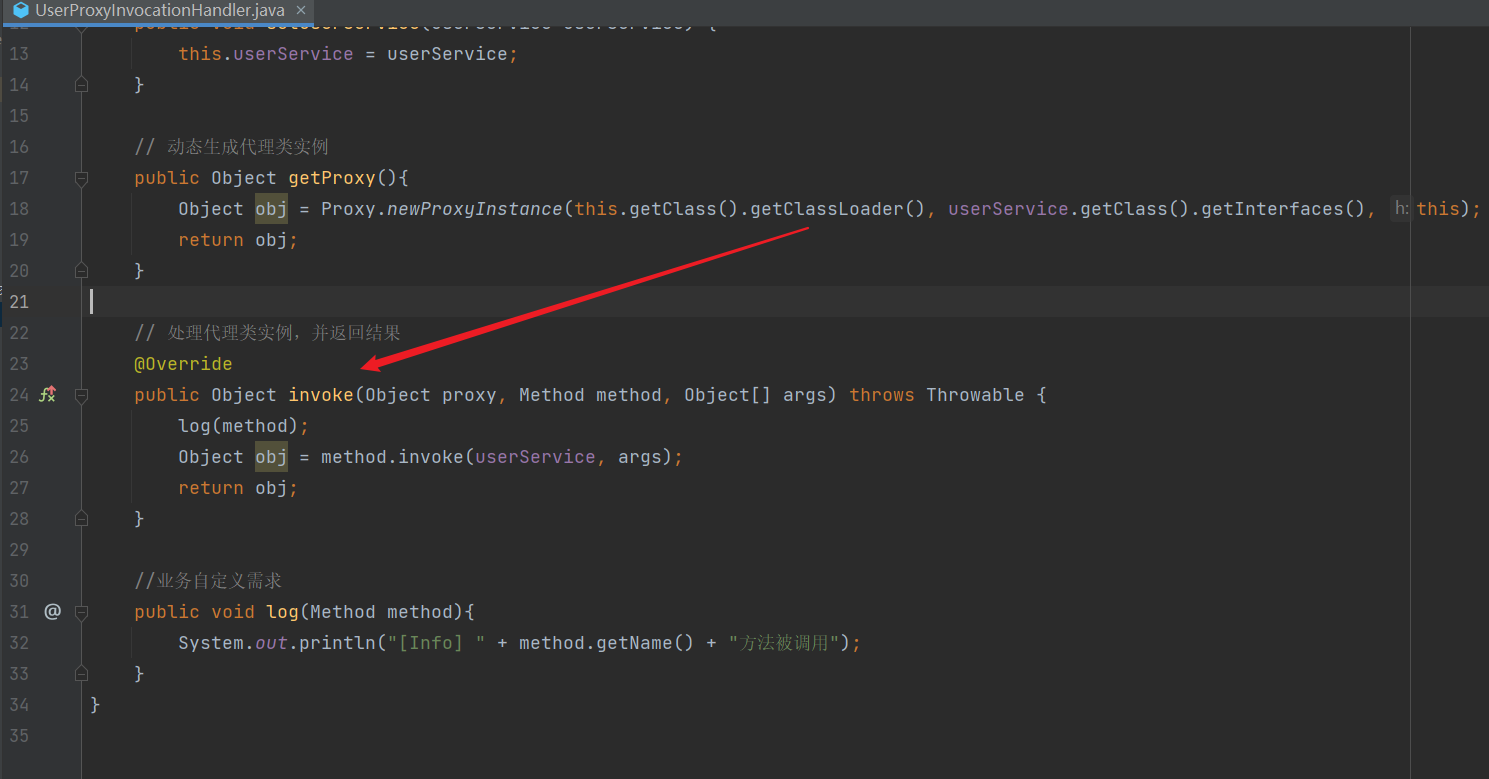 UserProxyInvocationHandler.java ×
13 this.userService = userService;
14 }
15
16 // 动态生成代理类实例
17 public Object getProxy(){
18 Object obj = Proxy.newProxyInstance(this.getClass().getClassLoader(), userService.getClass().getInterfaces(), h: this);
19 return obj;
20 }
21
22 // 处理代理类实例，并返回结果
23 @Override
24 public Object invoke(Object proxy, Method method, Object[] args) throws Throwable {
25 log(method);
26 Object obj = method.invoke(userService, args);
27 return obj;
28 }
29
30 //业务自定义需求
31 @ public void log(Method method){
32 System.out.println("[Info] " + method.getName() + "方法被调用");
33 }
34 }
35